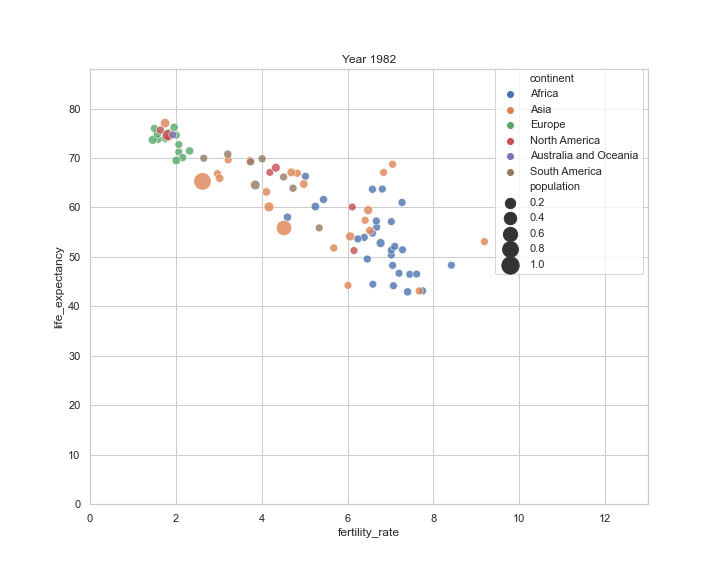 Year 1982
continent
Africa
Asia
Europe
North America
Australia and Oceania
South America
population
0.2
0.4
0.6
0.8
1.0
life_expectancy
80
70
60
50
40
30
20
10
0
0 2 4 6 8 10 12
fertility_rate